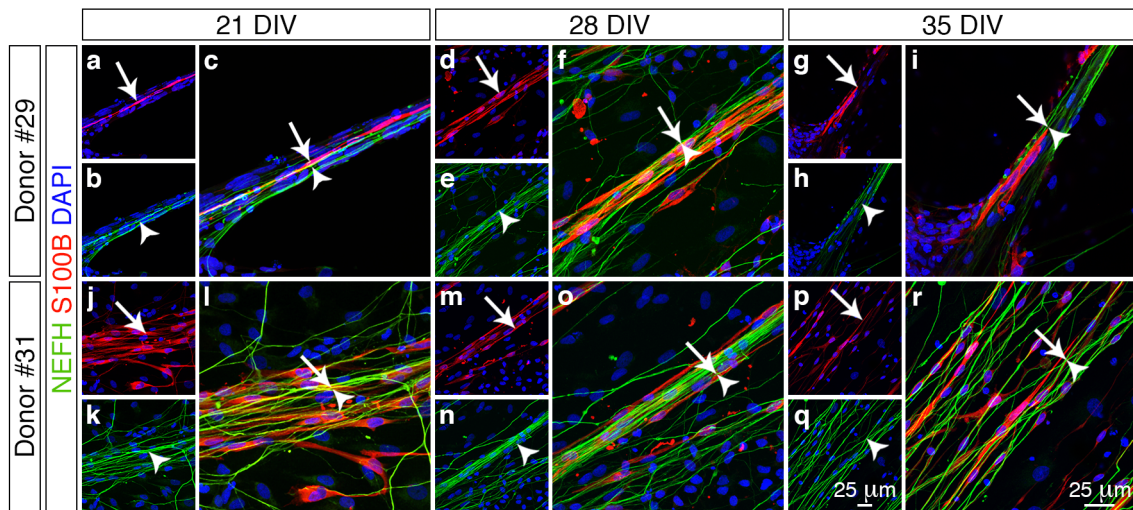 21 DIV
28 DIV
35 DIV
Donor #29
Donor #31
NEFH S100B DAPI
a
b
c
d
e
f
g
h
i
j
k
l
m
n
o
p
q
r
25 μm
25 μm